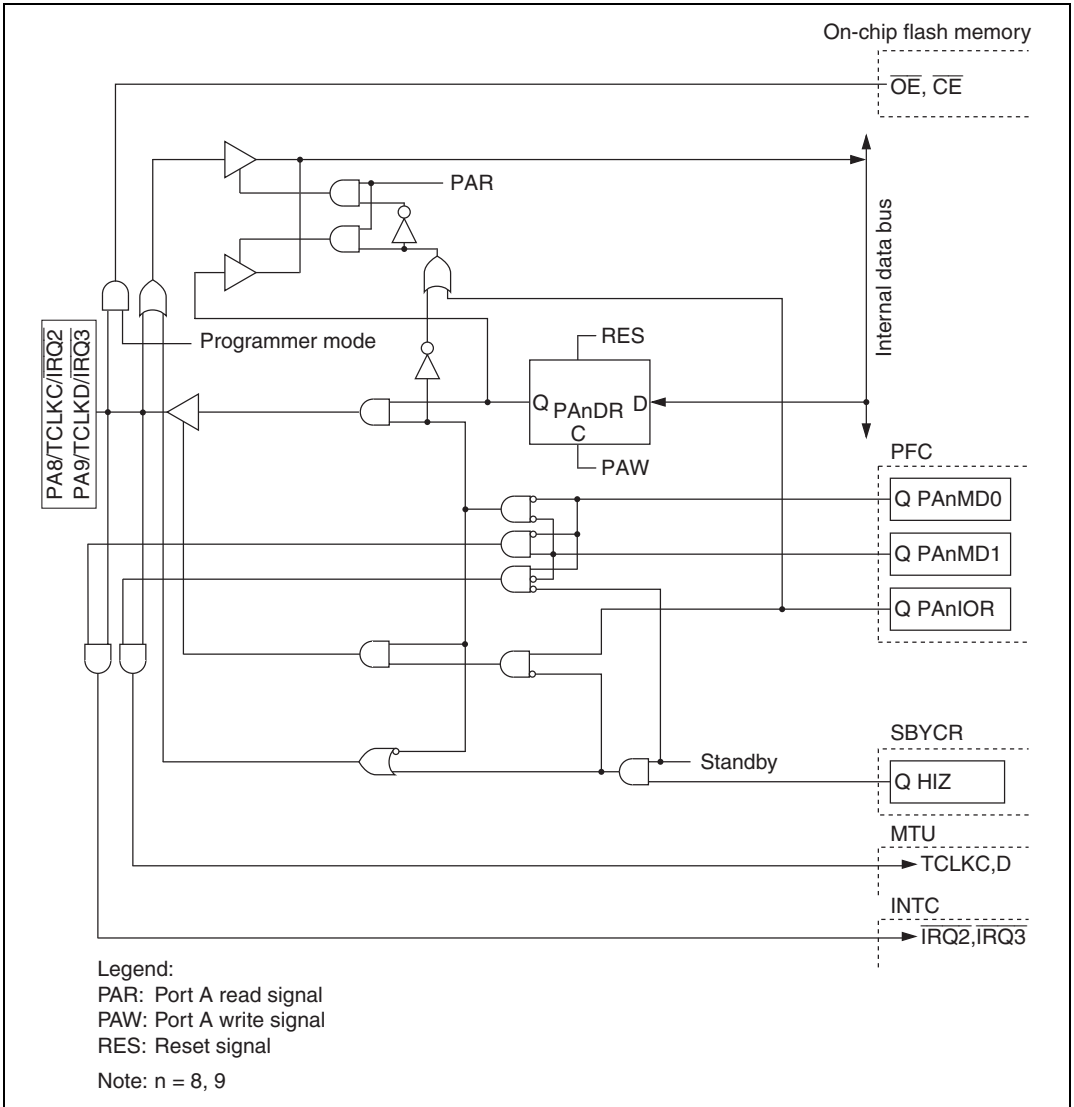 On-chip flash memory
OE, CE
PAR
Internal data bus
Programmer mode
RES
PA8/TCLKC/IRQ2
PA9/TCLKD/IRQ3
Q PAnDR D
C
PAW
PFC
Q PAnMD0
Q PAnMD1
Q PAnIOR
SBYCR
Standby
Q HIZ
MTU
TCLKC,D
INTC
IRQ2,IRQ3
Legend:
PAR: Port A read signal
PAW: Port A write signal
RES: Reset signal
Note: n = 8, 9